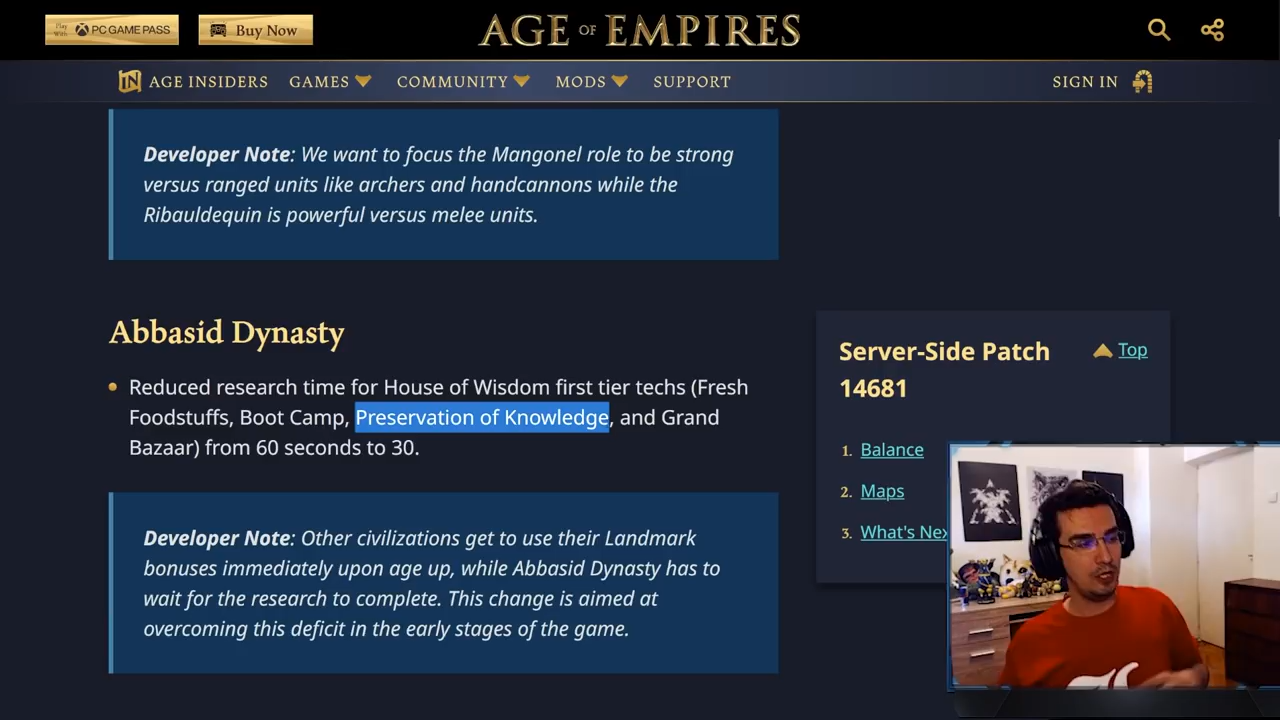 Play With PC GAME PASS
Buy Now
AGE OF EMPIRES
AGE INSIDERS
GAMES
COMMUNITY
MODS
SUPPORT
SIGN IN
Developer Note: We want to focus the Mangonel role to be strong
versus ranged units like archers and handcannons while the
Ribauldequin is powerful versus melee units.
Abbasid Dynasty
Reduced research time for House of Wisdom first tier techs (Fresh
Foodstuffs, Boot Camp, Preservation of Knowledge, and Grand
Bazaar) from 60 seconds to 30.
Developer Note: Other civilizations get to use their Landmark
bonuses immediately upon age up, while Abbasid Dynasty has to
wait for the research to complete. This change is aimed at
overcoming this deficit in the early stages of the game.
Server-Side Patch
14681
Top
1. Balance
2. Maps
3. What's Nex